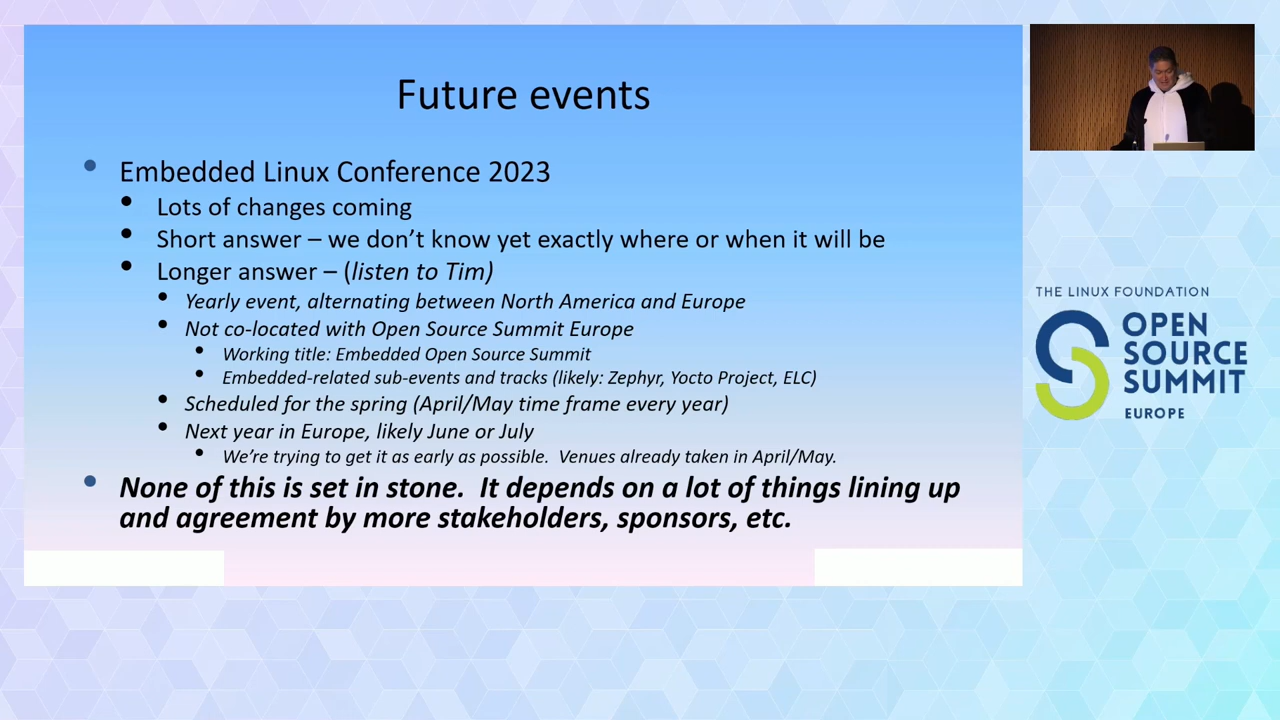 Future events
Embedded Linux Conference 2023
Lots of changes coming
Short answer – we don’t know yet exactly where or when it will be
Longer answer – (listen to Tim)
Yearly event, alternating between North America and Europe
Not co-located with Open Source Summit Europe
Working title: Embedded Open Source Summit
Embedded-related sub-events and tracks (likely: Zephyr, Yocto Project, ELC)
Scheduled for the spring (April/May time frame every year)
Next year in Europe, likely June or July
We’re trying to get it as early as possible.  Venues already taken in April/May.
None of this is set in stone.  It depends on a lot of things lining up
and agreement by more stakeholders, sponsors, etc.
THE LINUX FOUNDATION
OPEN
SOURCE
SUMMIT
EUROPE